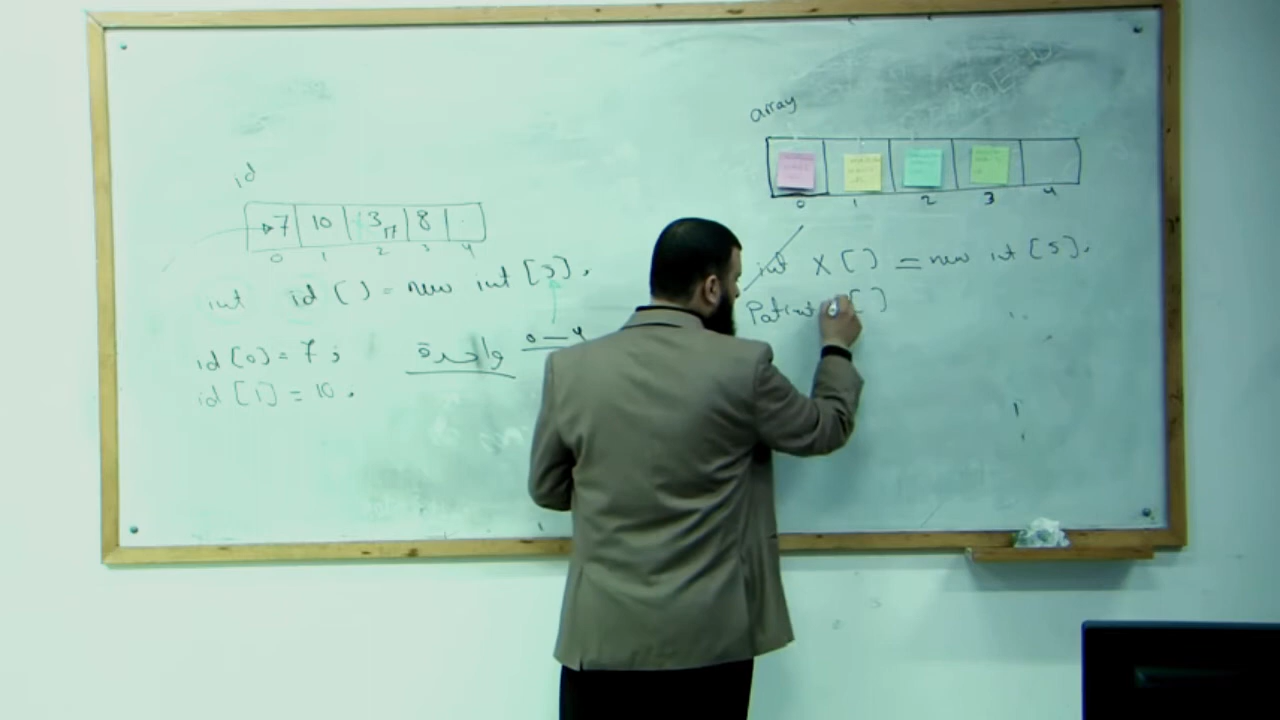 id
7 10 3 17 8
0 1 2 3 4
int id [] = new int [5],
id [0] = 7 ;
id [1] = 10 ,
واحدة
0 — 4
array
0 1 2 3 4
int X [] = new int [5],
Patient [ ]